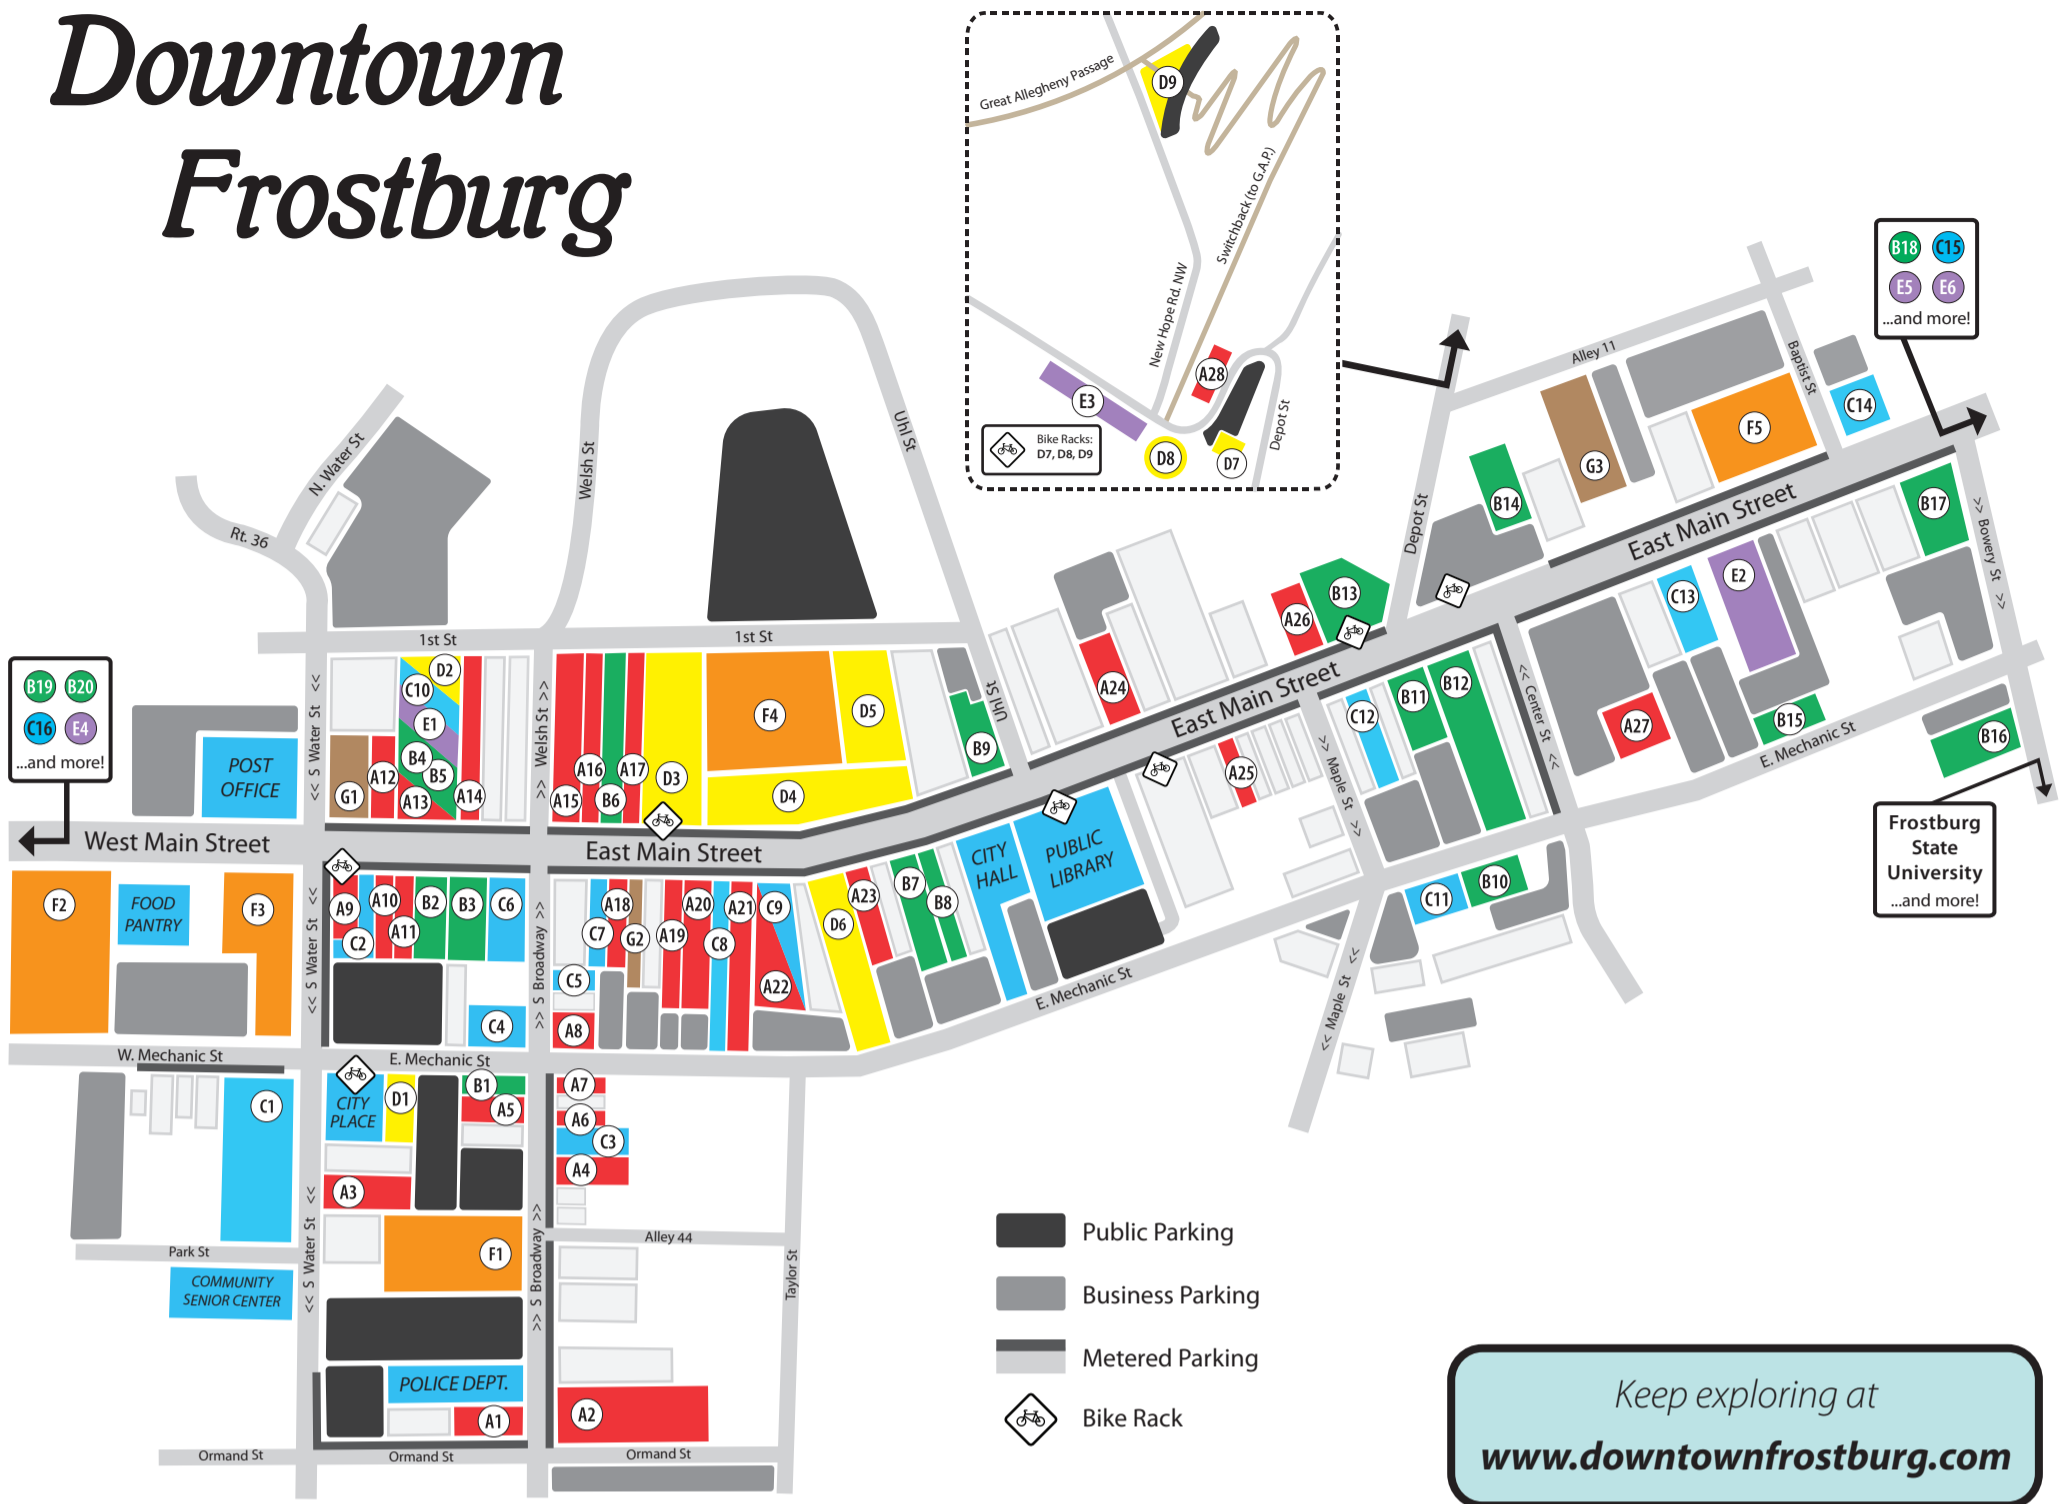 Downtown
Frostburg
Great Allegheny Passage
D9
Switchback (to G.A.P.)
New Hope Rd. NW
A28
E3
Depot St
Bike Racks:
D7, D8, D9
D8
D7
B18 C15
E5 E6
...and more!
Alley 11
Baptist St
C14
F5
G3
B14
Depot St
East Main Street
B17
>> Bowery St >>
N. Water St
Rt. 36
Welsh St
Uhl St
1st St
1st St
B13
A26
E2
C13
A24
B12
B11
C12
East Main Street
<< Center St <<
A27
B15
E. Mechanic St
B16
B19 B20
C16 E4
...and more!
POST
OFFICE
<< S Water St <<
D2
C10
E1
B4
B5
G1
A12
A13
A14
>> Welsh St >>
A15
A16
B6
A17
D3
F4
D5
D4
Uhl St
B9
A25
>> Maple St >>
West Main Street
East Main Street
Frostburg
State
University
...and more!
CITY
HALL
PUBLIC
LIBRARY
F2
FOOD
PANTRY
F3
<< S Water St <<
A9
C2
A10
A11
B2
B3
C6
C4
>> S Broadway >>
C5
A8
C7
A18
G2
A19
A20
C8
A21
C9
A22
D6
A23
B7
B8
C11
B10
E. Mechanic St
<< Maple St <<
W. Mechanic St
E. Mechanic St
C1
CITY
PLACE
D1
B1
A5
A7
A6
C3
A4
A3
F1
Park St
COMMUNITY
SENIOR CENTER
<< S Water St <<
>> S Broadway >>
Alley 44
Taylor St
POLICE DEPT.
A1
A2
Ormand St
Ormand St
Ormand St
Public Parking
Business Parking
Metered Parking
Bike Rack
Keep exploring at
www.downtownfrostburg.com